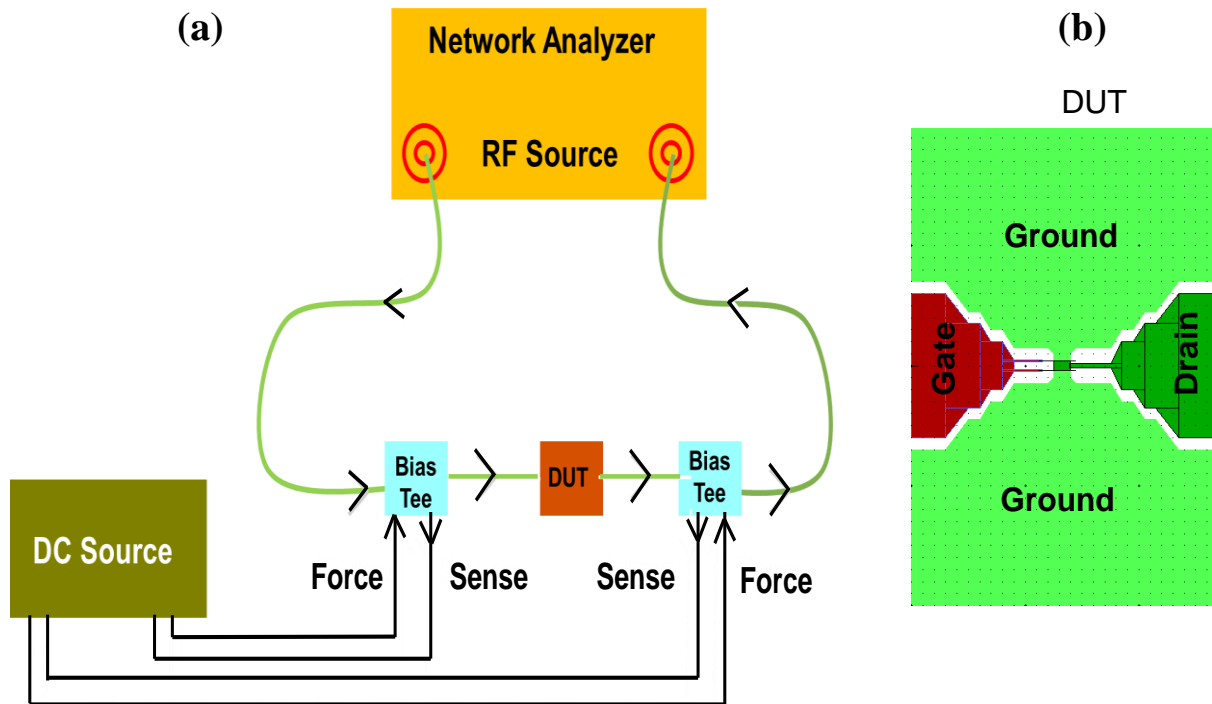 (a)
Network Analyzer
RF Source
Bias
Tee
DUT
Bias
Tee
DC Source
Force
Sense
Sense
Force
(b)
DUT
Ground
Gate
Drain
Ground